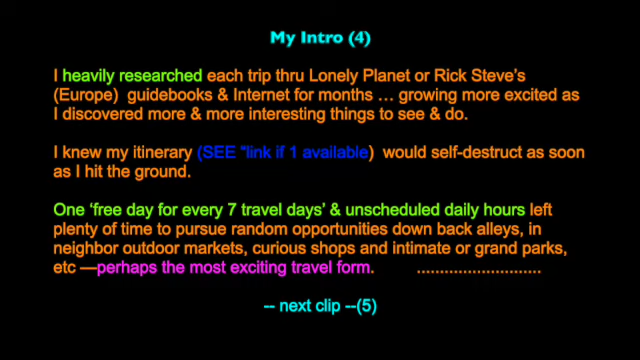 My Intro (4)
I heavily researched each trip thru Lonely Planet or Rick Steve's
(Europe) guidebooks & Internet for months … growing more excited as
I discovered more & more interesting things to see & do.
I knew my itinerary (SEE *link if 1 available) would self-destruct as soon
as I hit the ground.
One 'free day for every 7 travel days' & unscheduled daily hours left
plenty of time to pursue random opportunities down back alleys, in
neighbor outdoor markets, curious shops and intimate or grand parks,
etc —perhaps the most exciting travel form. ...........................
-- next clip --(5)